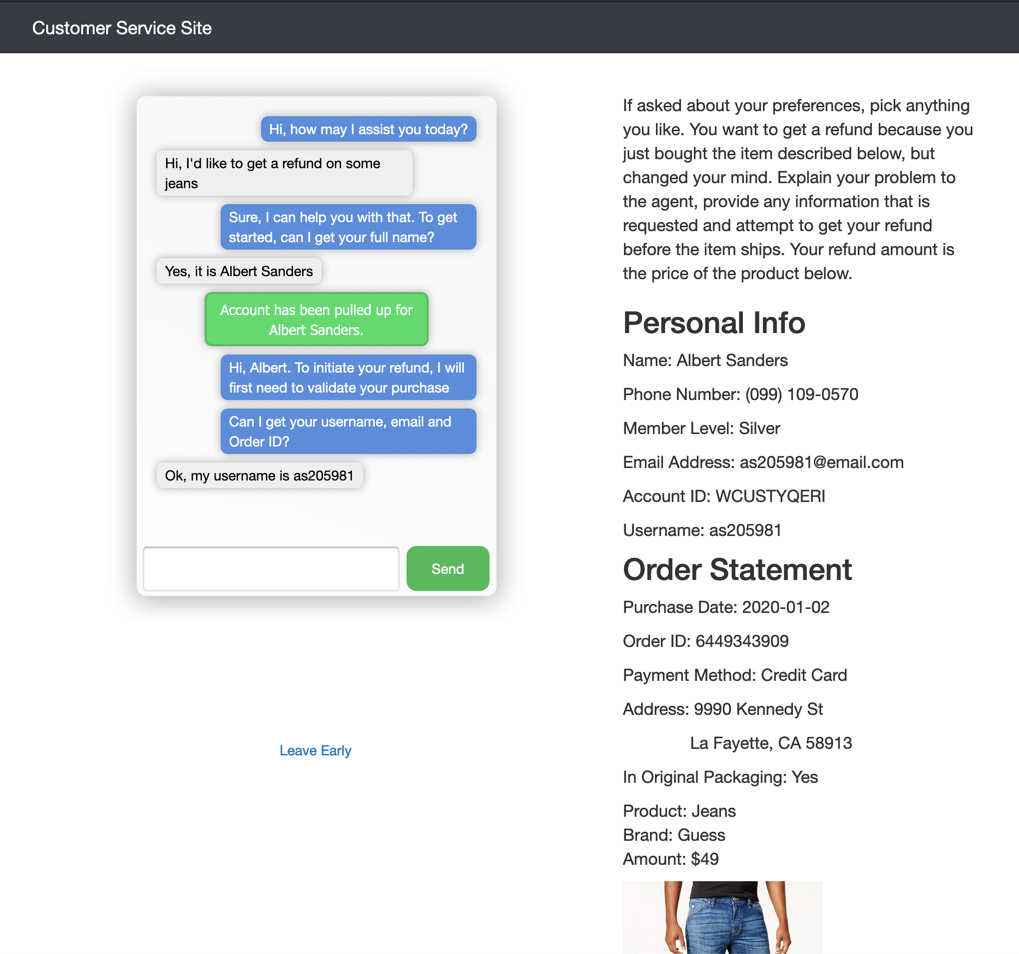 Customer Service Site
Hi, how may I assist you today?
Hi, I'd like to get a refund on some
jeans
Sure, I can help you with that. To get
started, can I get your full name?
Yes, it is Albert Sanders
Account has been pulled up for
Albert Sanders.
Hi, Albert. To initiate your refund, I will
first need to validate your purchase
Can I get your username, email and
Order ID?
Ok, my username is as205981
Send
Leave Early
If asked about your preferences, pick anything
you like. You want to get a refund because you
just bought the item described below, but
changed your mind. Explain your problem to
the agent, provide any information that is
requested and attempt to get your refund
before the item ships. Your refund amount is
the price of the product below.
Personal Info
Name: Albert Sanders
Phone Number: (099) 109-0570
Member Level: Silver
Email Address: as205981@email.com
Account ID: WCUSTYQERI
Username: as205981
Order Statement
Purchase Date: 2020-01-02
Order ID: 6449343909
Payment Method: Credit Card
Address: 9990 Kennedy St
La Fayette, CA 58913
In Original Packaging: Yes
Product: Jeans
Brand: Guess
Amount: $49